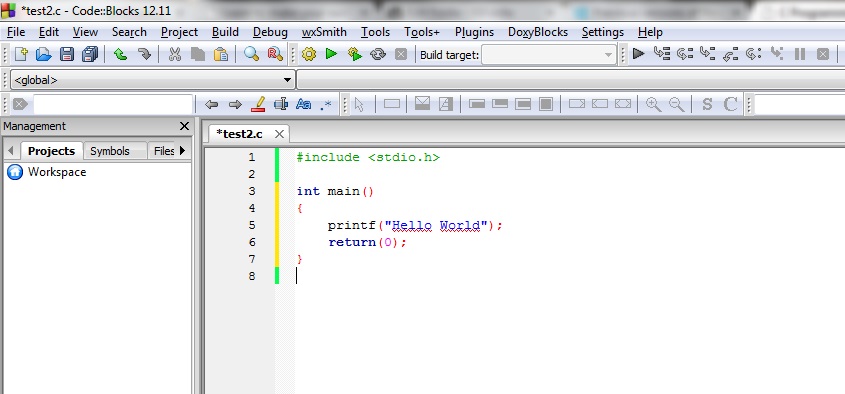 *test2.c - Code::Blocks 12.11
File Edit View Search Project Build Debug wxSmith Tools Tools+ Plugins DoxyBlocks Settings Help
Build target:
<global>
Aa .* S C
Management
Projects Symbols Files
*test2.c
Workspace
1 #include <stdio.h>
2
3 int main()
4 {
5 printf("Hello World");
6 return(0);
7 }
8